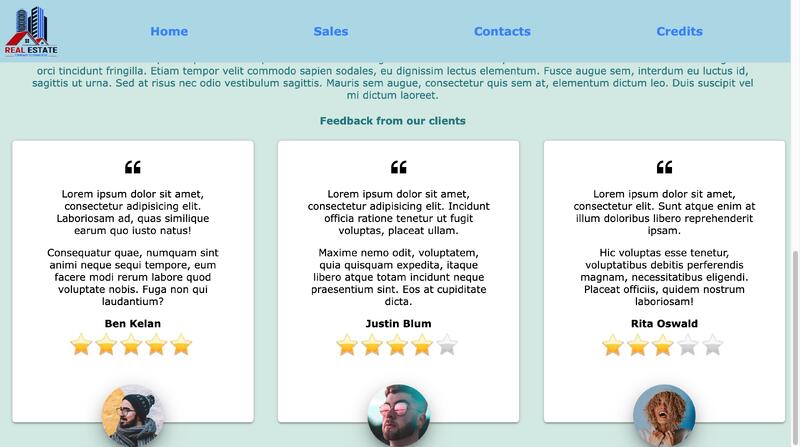 Home
Sales
Contacts
Credits
REAL ESTATE
orci tincidunt fringilla. Etiam tempor velit commodo sapien sodales, eu dignissim lectus elementum. Fusce augue sem, interdum eu luctus id,
sagittis ut urna. Sed at risus nec odio vestibulum sagittis. Mauris sem augue, consectetur quis sem at, elementum dictum leo. Duis suscipit vel
mi dictum laoreet.
Feedback from our clients
“
Lorem ipsum dolor sit amet,
consectetur adipisicing elit.
Laboriosam ad, quas similique
earum quo iusto natus!
Consequatur quae, numquam sint
animi neque sequi tempore, eum
facere modi rerum labore quod
voluptate nobis. Fuga non qui
laudantium?
Ben Kelan
“
Lorem ipsum dolor sit amet,
consectetur adipisicing elit. Incidunt
officia ratione tenetur ut fugit
voluptas, placeat ullam.
Maxime nemo odit, voluptatem,
quia quisquam expedita, itaque
libero atque totam incidunt neque
praesentium sint. Eos at cupiditate
dicta.
Justin Blum
“
Lorem ipsum dolor sit amet,
consectetur adipisicing elit. Sunt atque enim at
illum doloribus libero reprehenderit
ipsam.
Hic voluptas esse tenetur,
voluptatibus debitis perferendis
magnam, necessitatibus eligendi.
Placeat officiis, quidem nostrum
laboriosam!
Rita Oswald